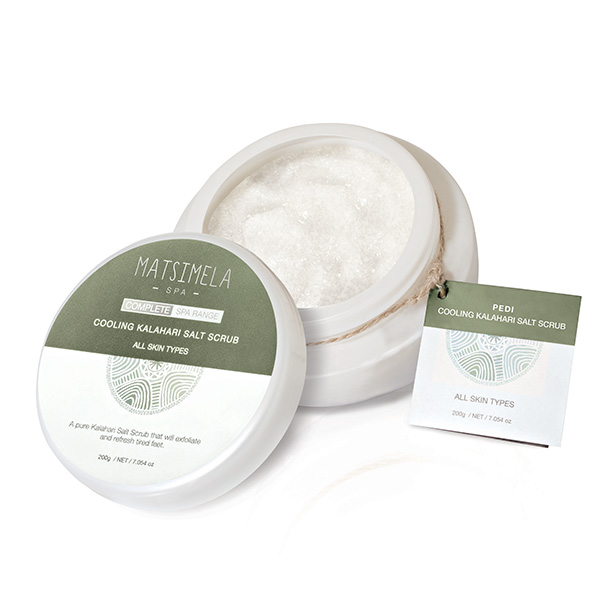 MATSIMELA
- SPA -
COMPLETE SPA RANGE
COOLING KALAHARI SALT SCRUB
ALL SKIN TYPES
A pure Kalahari Salt Scrub that will exfoliate
and refresh tired feet.
200g / NET / 7.054 oz
PEDI
COOLING KALAHARI SALT SCRUB
ALL SKIN TYPES
200g / NET / 7.054 oz